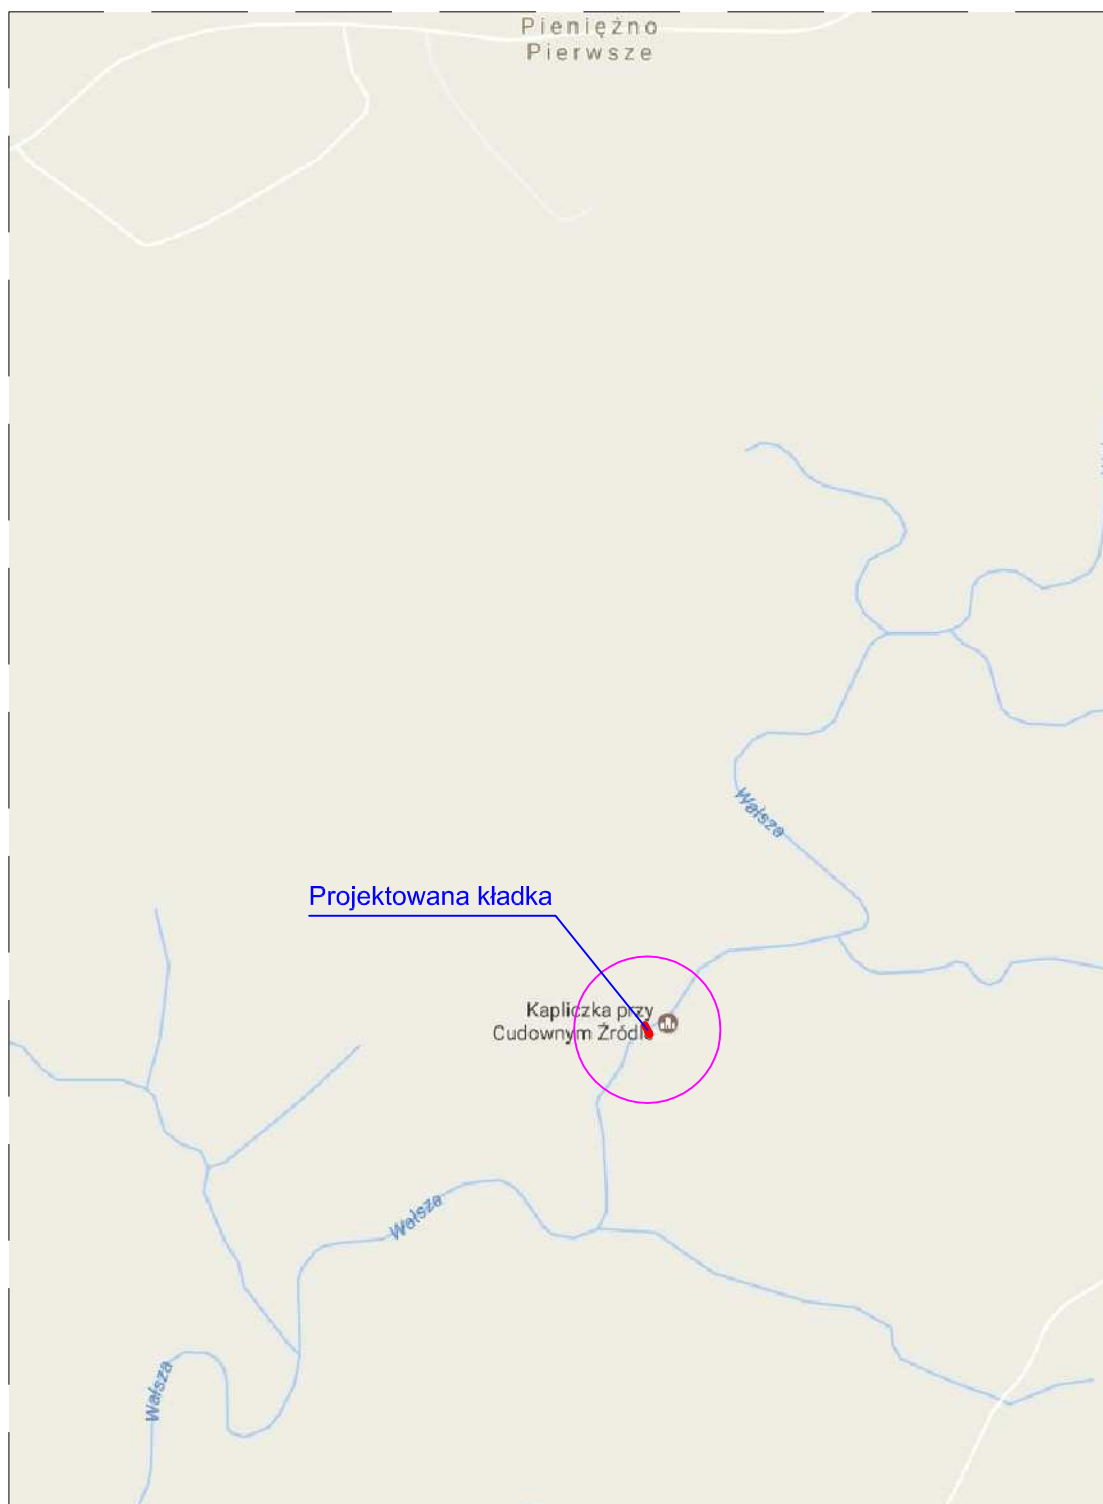 Pieniężno
Pierwsze
Wałsza
Projektowana kładka
Kapliczka przy
Cudownym Źródle
Wałsza
Wałsza